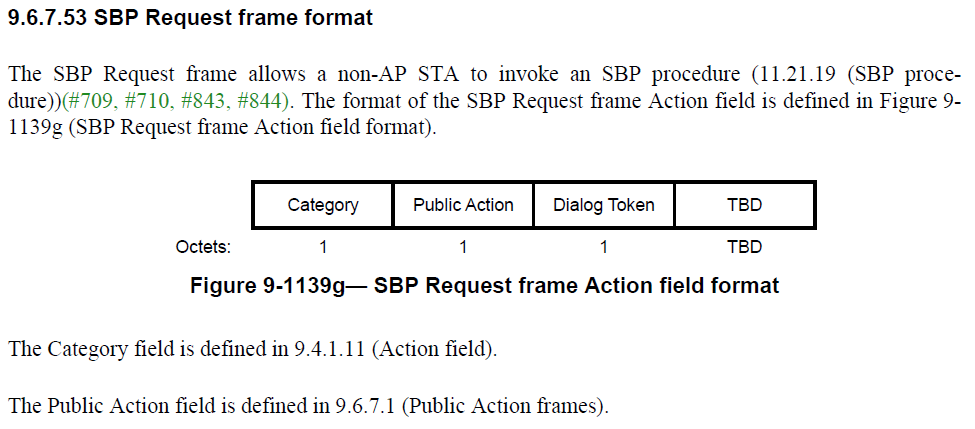 9.6.7.53 SBP Request frame format
The SBP Request frame allows a non-AP STA to invoke an SBP procedure (11.21.19 (SBP proce-
dure))(#709, #710, #843, #844). The format of the SBP Request frame Action field is defined in Figure 9-
1139g (SBP Request frame Action field format).
Category Public Action Dialog Token TBD
Octets: 1 1 1 TBD
Figure 9-1139g— SBP Request frame Action field format
The Category field is defined in 9.4.1.11 (Action field).
The Public Action field is defined in 9.6.7.1 (Public Action frames).